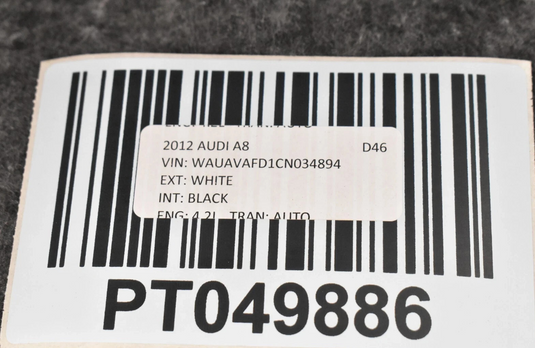 2012 AUDI A8 D46
VIN: WAUAVAFD1CN034894
EXT: WHITE
INT: BLACK
ENG: 4.2L TRAN: AUTO
PT049886